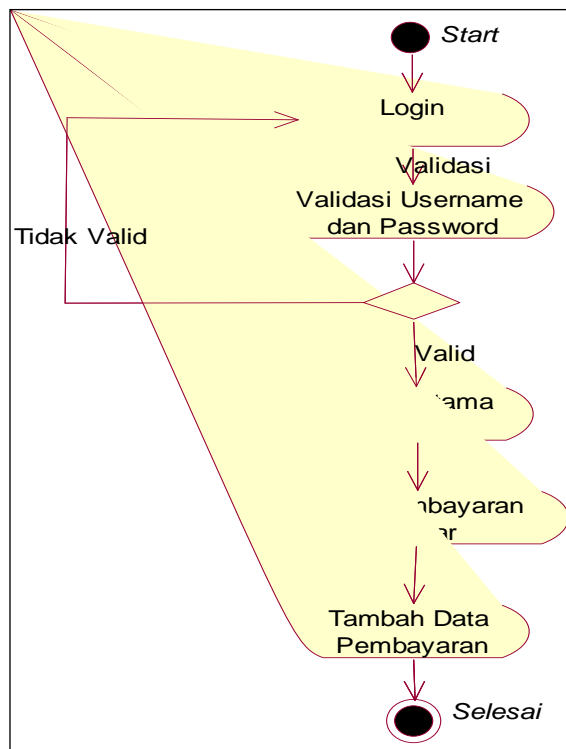 Start
Login
Validasi
Validasi Username
dan Password
Tidak Valid
Valid
Tambah Data
Pembayaran
Selesai